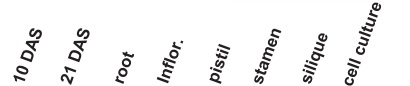 10 DAS
21 DAS
root
Inflor.
pistil
stamen
silique
cell culture